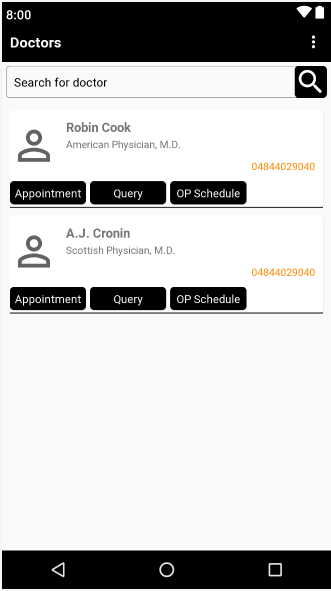 8:00
Doctors
Search for doctor
Robin Cook
American Physician, M.D.
04844029040
Appointment Query OP Schedule
A.J. Cronin
Scottish Physician, M.D.
04844029040
Appointment Query OP Schedule